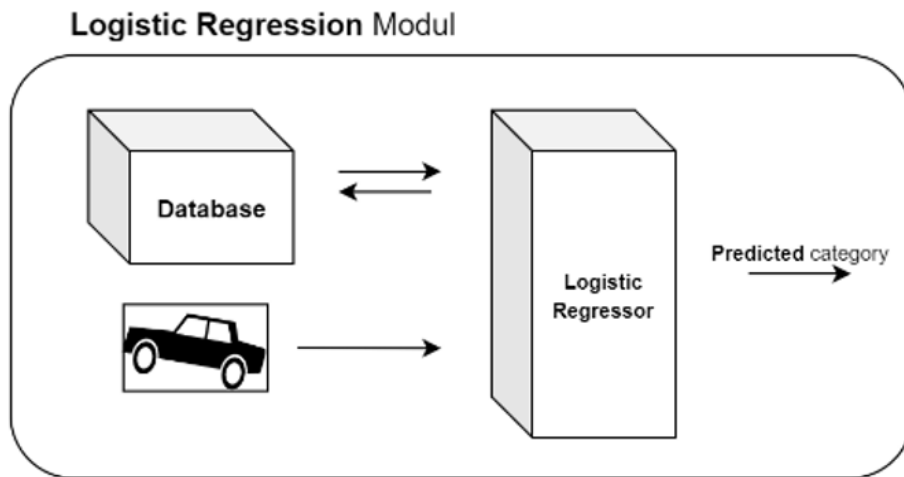 Logistic Regression Modul
Database
Logistic
Regressor
Predicted category